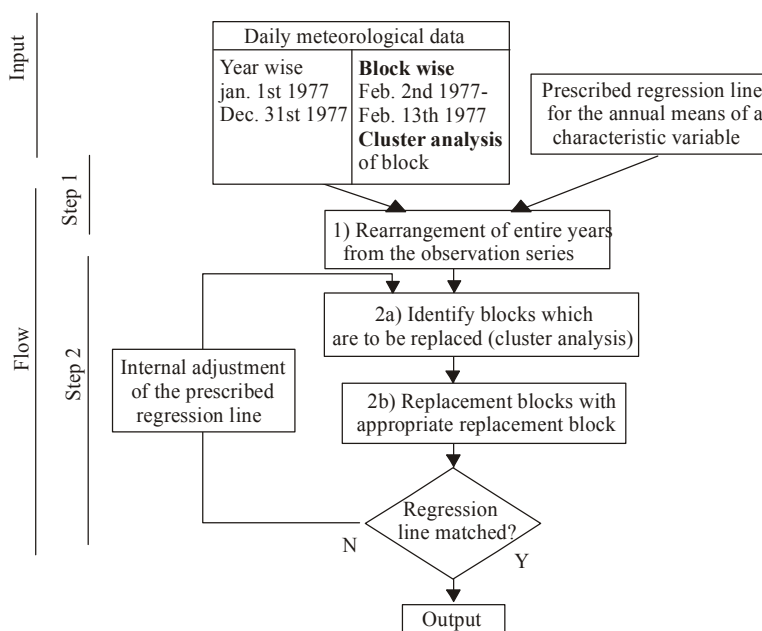 Input
Daily meteorological data
Year wise
jan. 1st 1977
Dec. 31st 1977
Block wise
Feb. 2nd 1977-
Feb. 13th 1977
Cluster analysis
of block
Prescribed regression line
for the annual means of a
characteristic variable
Flow
Step 1
1) Rearrangement of entire years
from the observation series
Step 2
2a) Identify blocks which
are to be replaced (cluster analysis)
Internal adjustment
of the prescribed
regression line
2b) Replacement blocks with
appropriate replacement block
Regression
line matched?
N
Y
Output